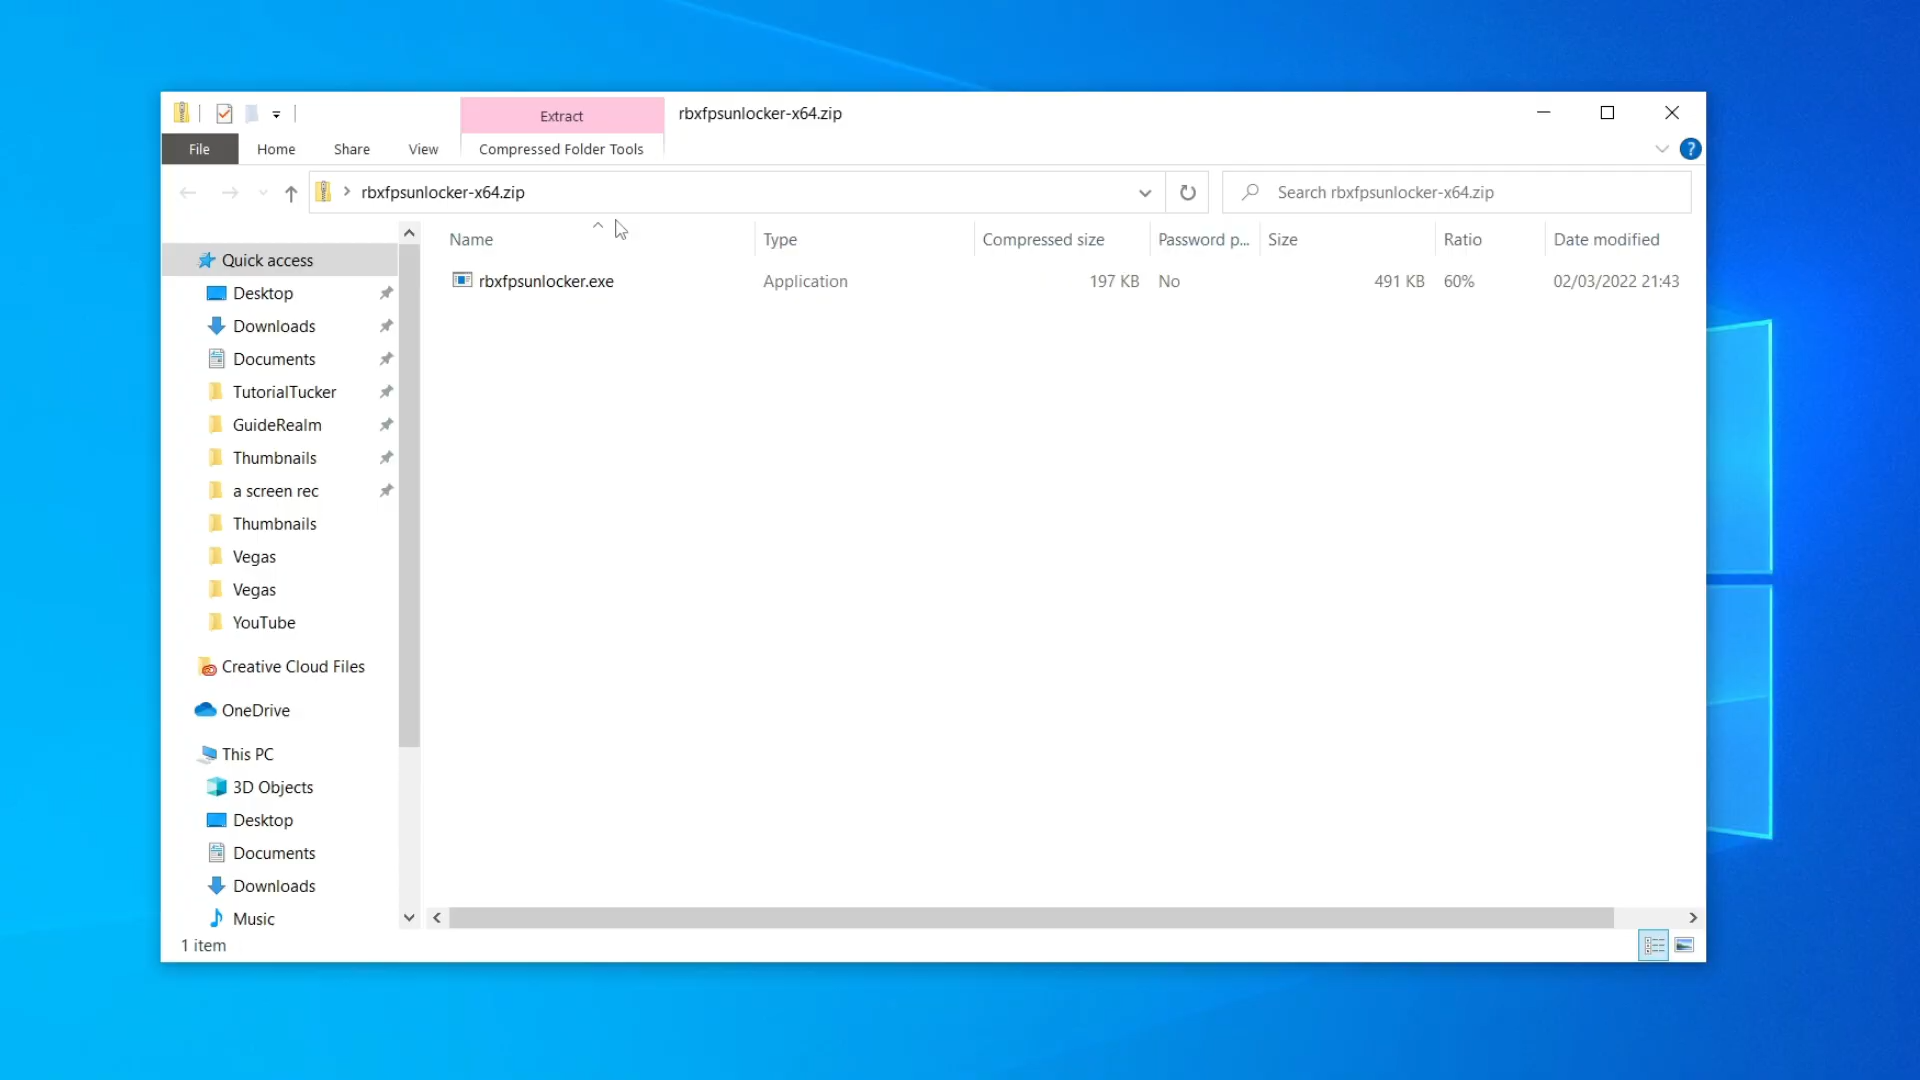 Extract
rbxfpsunlocker-x64.zip
File
Home
Share
View
Compressed Folder Tools
?
rbxfpsunlocker-x64.zip
Search rbxfpsunlocker-x64.zip
Name
Type
Compressed size
Password p...
Size
Ratio
Date modified
rbxfpsunlocker.exe
Application
197 KB
No
491 KB
60%
02/03/2022 21:43
Quick access
Desktop
Downloads
Documents
TutorialTucker
GuideRealm
Thumbnails
a screen rec
Thumbnails
Vegas
Vegas
YouTube
Creative Cloud Files
OneDrive
This PC
3D Objects
Desktop
Documents
Downloads
Music
1 item